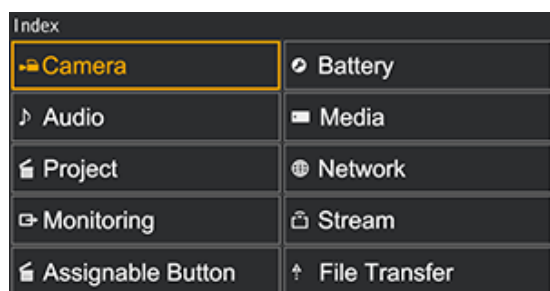 Index
Camera
Battery
Audio
Media
Project
Network
Monitoring
Stream
Assignable Button
File Transfer